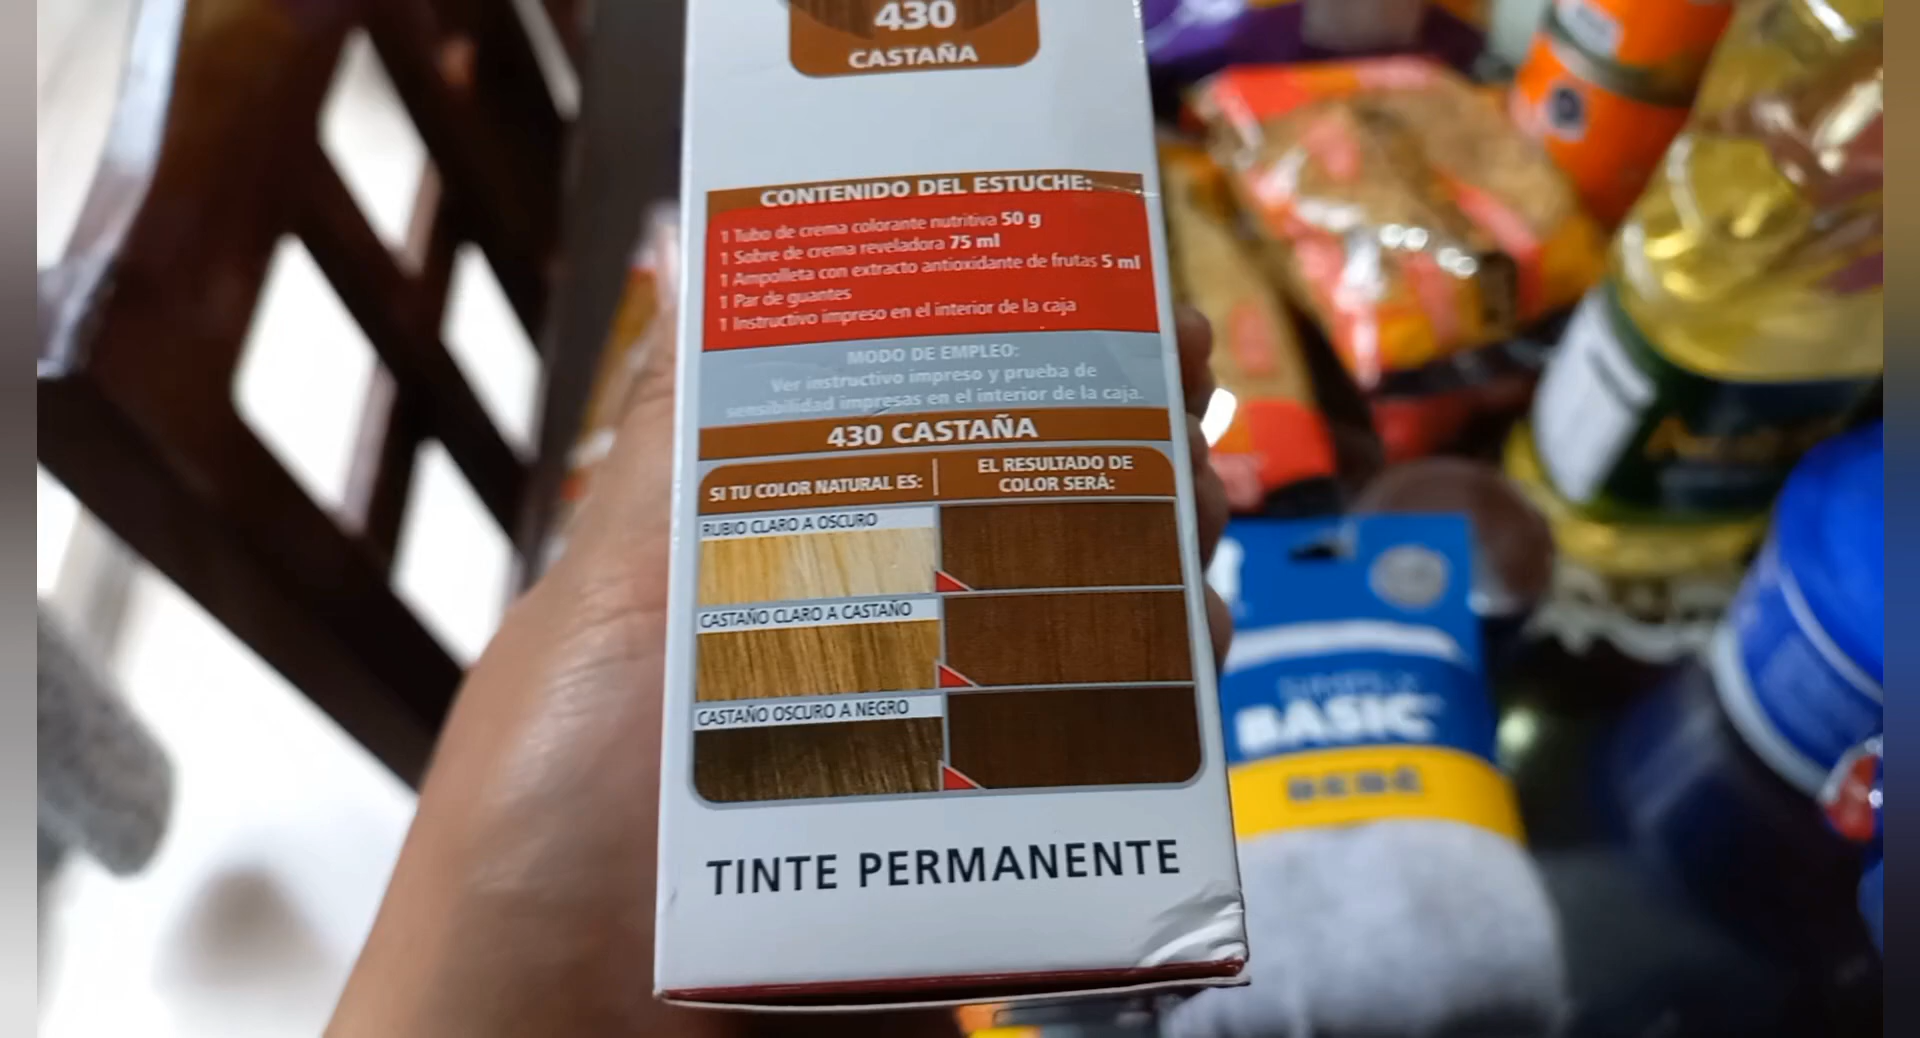 430
CASTAÑA
CONTENIDO DEL ESTUCHE:
1 Tubo de crema colorante nutritiva 50 g
1 Sobre de crema reveladora 75 ml
1 Ampolleta con extracto antioxidante de frutas 5 ml
1 Par de guantes
1 Instructivo impreso en el interior de la caja
MODO DE EMPLEO:
Ver instructivo impreso y prueba de
sensibilidad impresas en el interior de la caja.
430 CASTAÑA
SI TU COLOR NATURAL ES:
EL RESULTADO DE
COLOR SERÁ:
RUBIO CLARO A OSCURO
CASTAÑO CLARO A CASTAÑO
CASTAÑO OSCURO A NEGRO
TINTE PERMANENTE
BASIC
BEBÉ